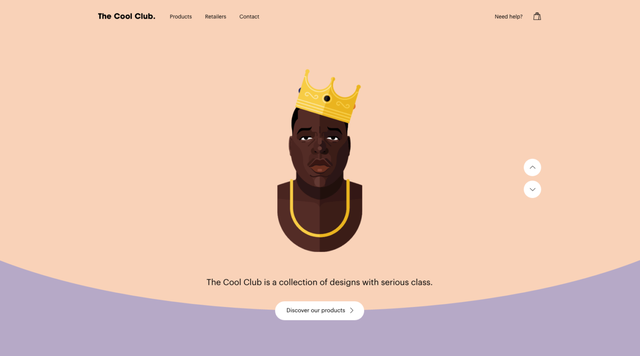 The Cool Club.
Products
Retailers
Contact
Need help?
The Cool Club is a collection of designs with serious class.
Discover our products